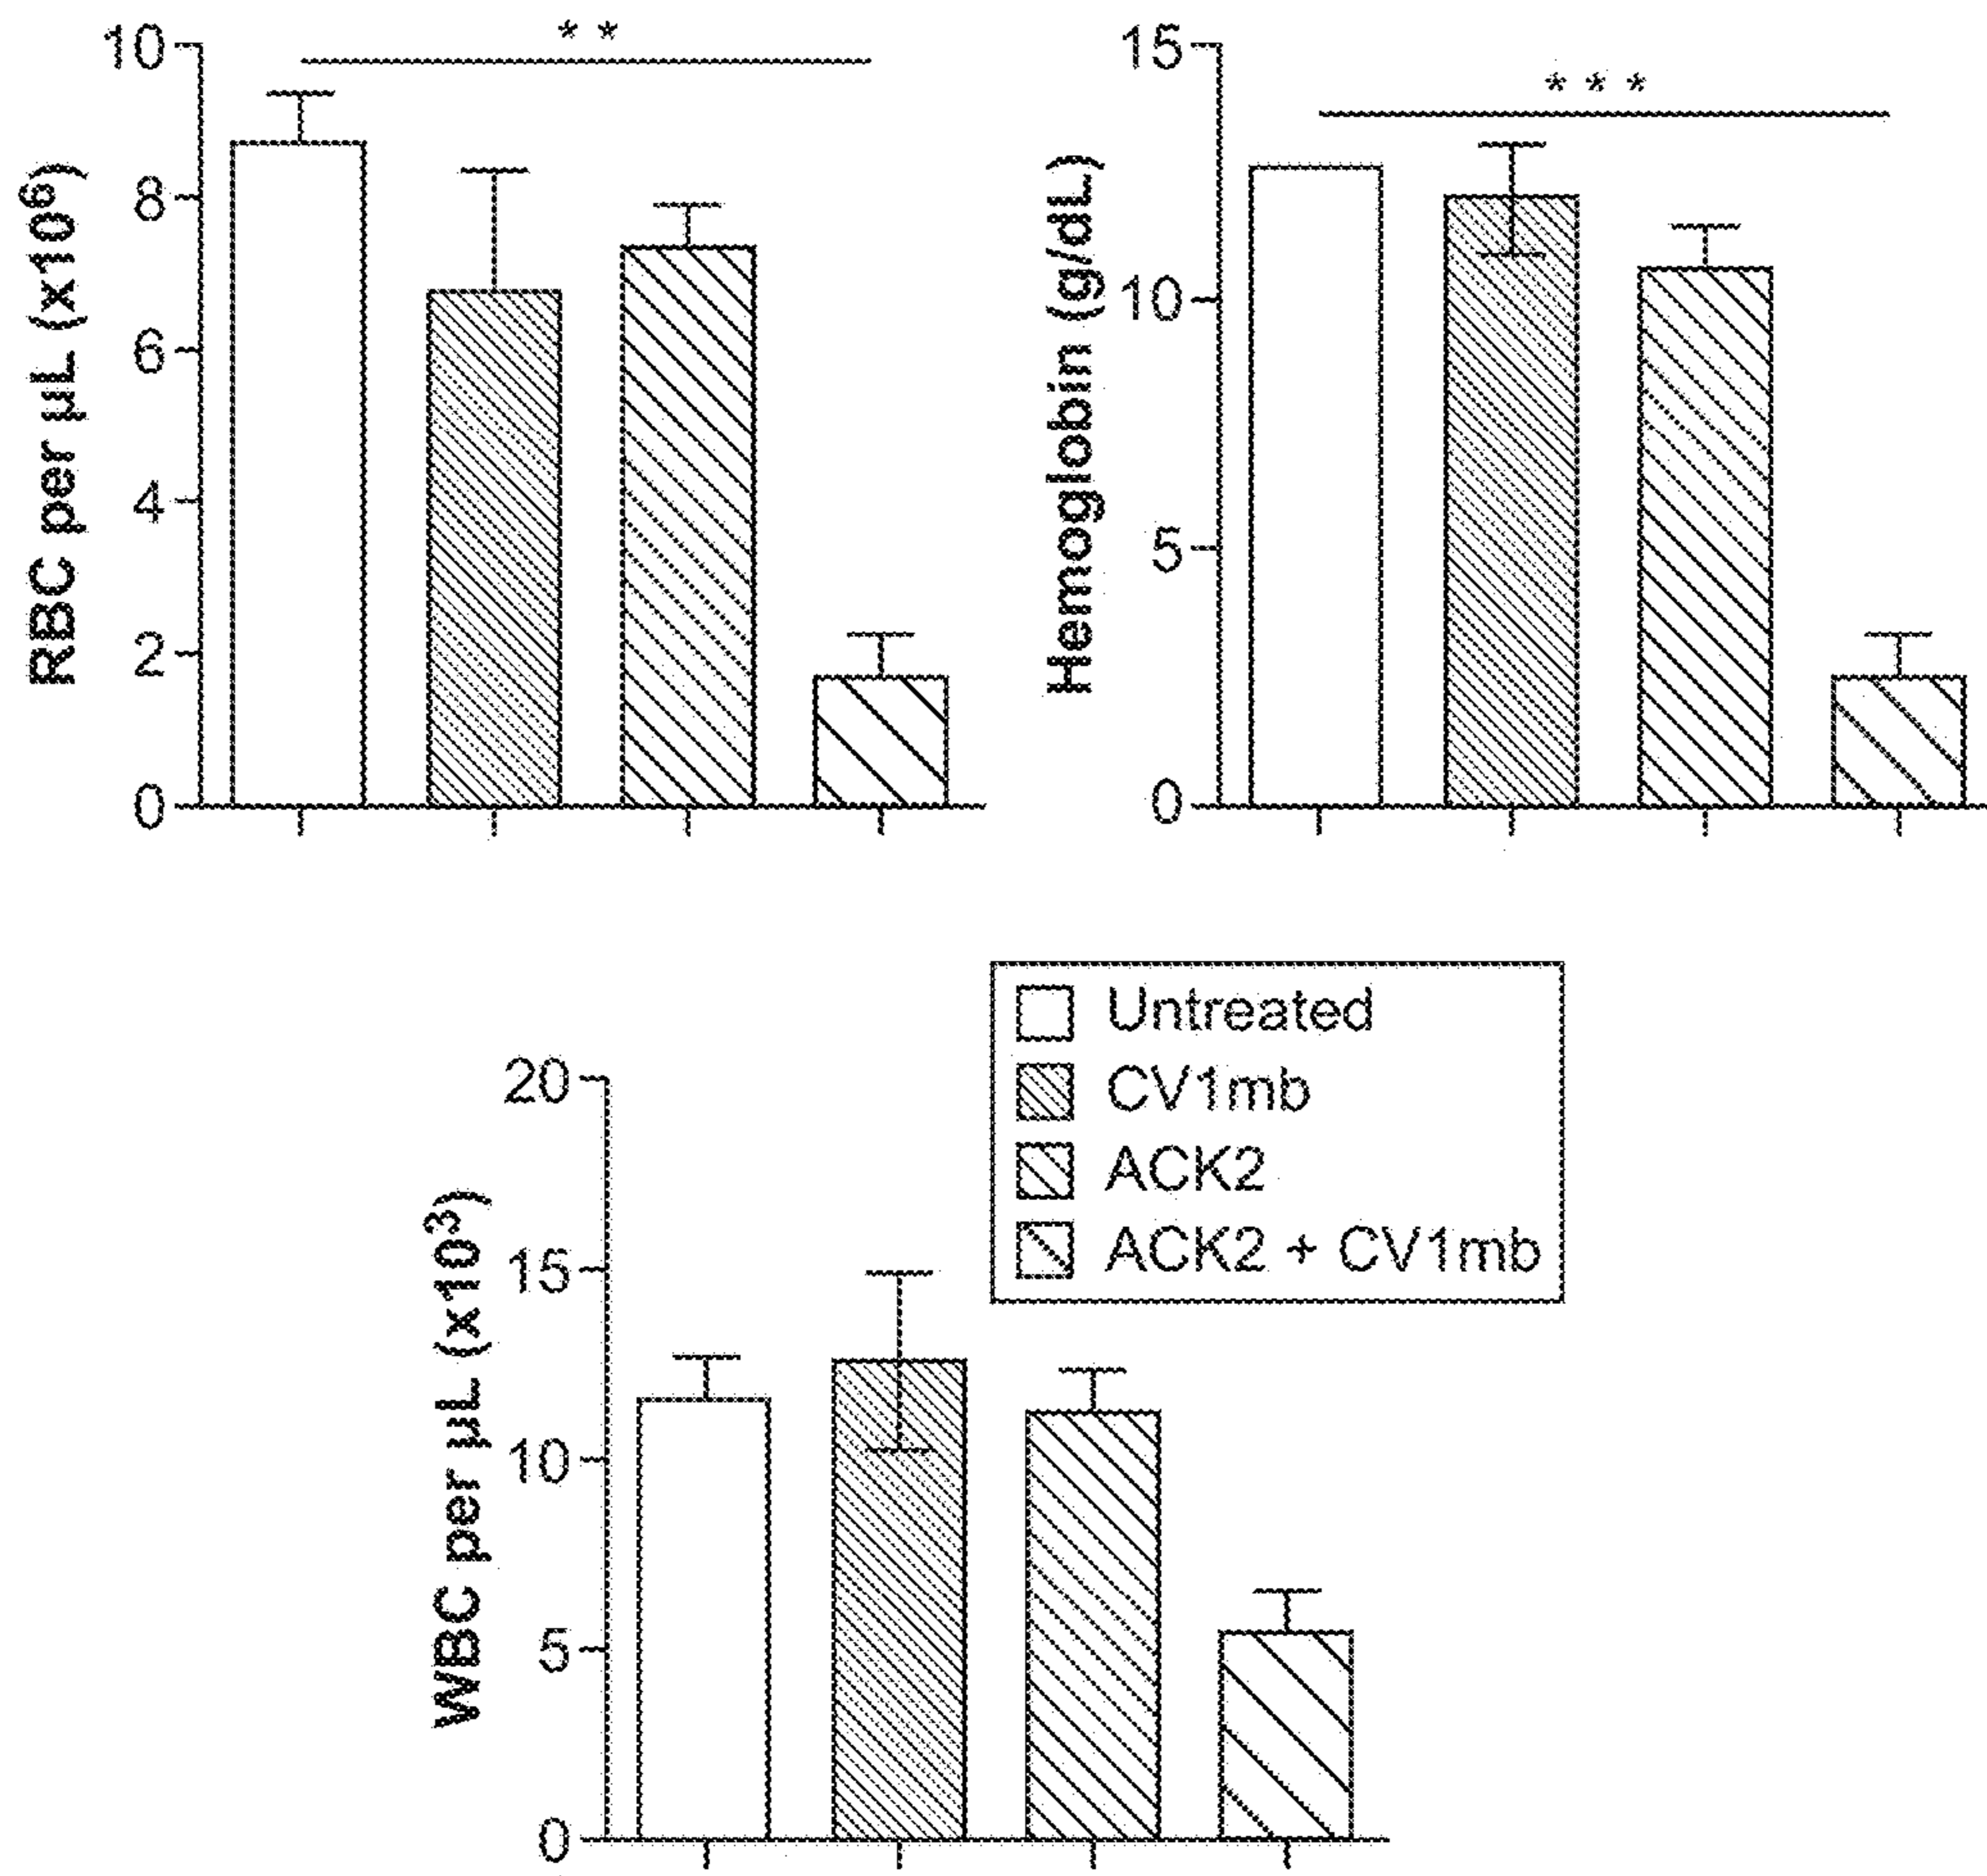 RBC per µL (x10⁶)
10
8
6
4
2
0
* *
Hemoglobin (g/dL)
15
10
5
0
* * *
Untreated
CV1mb
ACK2
ACK2 + CV1mb
WBC per µL (x10³)
20
15
10
5
0